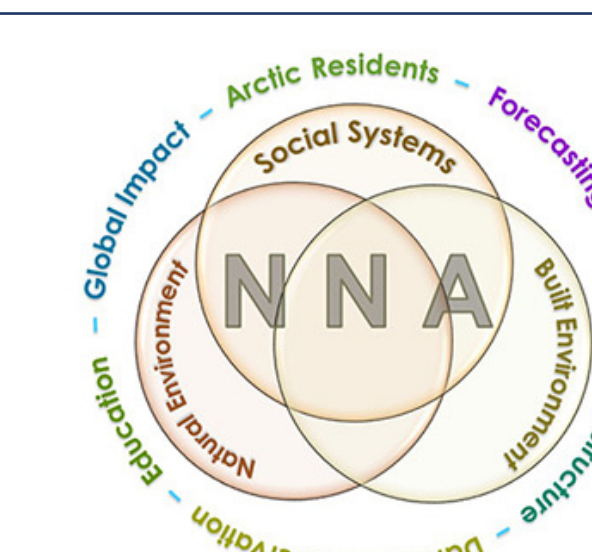 Arctic Residents –
Forecasting
Global Impact –
Social Systems
NNA
Natural Environment
Built Environment
– Education –